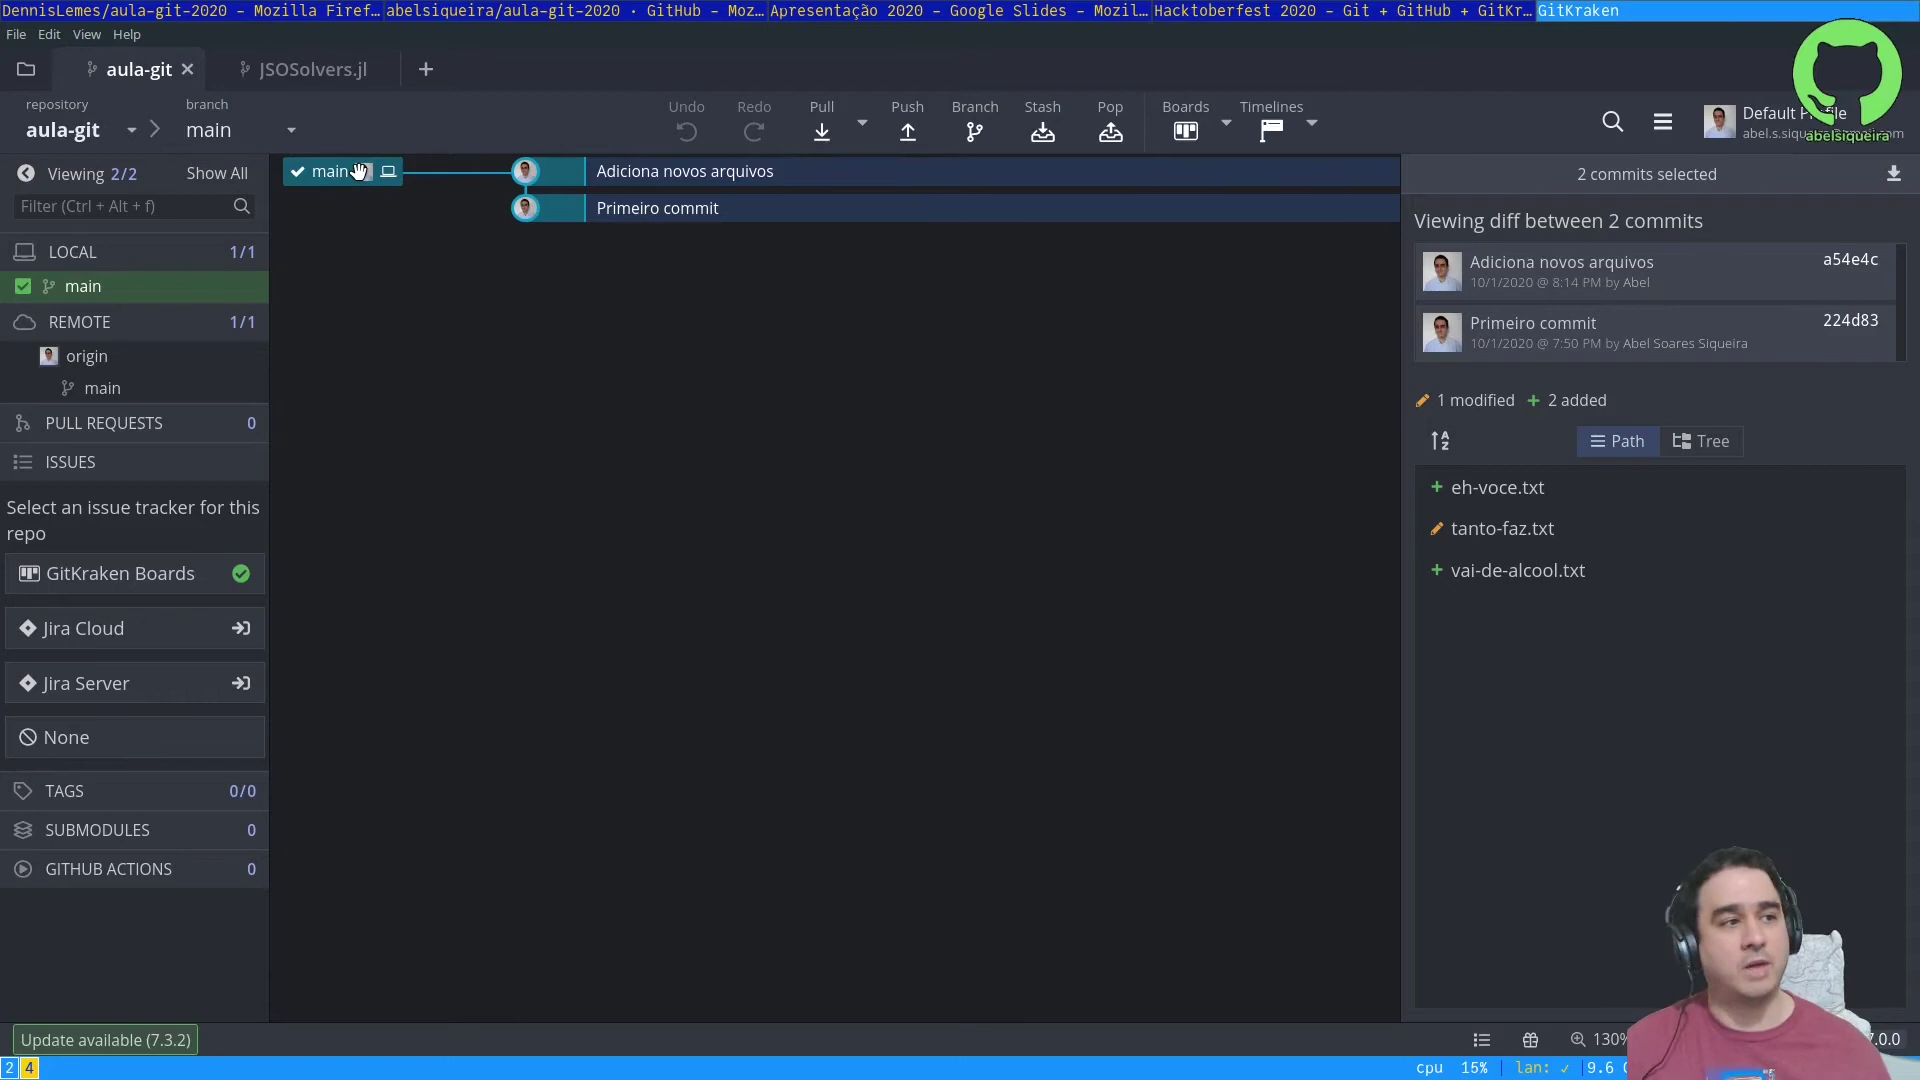 DennisLemes/aula-git-2020 - Mozilla Firef…
abelsiqueira/aula-git-2020 · GitHub - Moz…
Apresentação 2020 - Google Slides - Mozil…
Hacktoberfest 2020 - Git + GitHub + GitKr…
GitKraken
File Edit View Help
aula-git
JSOSolvers.jl
repository
aula-git
branch
main
Undo
Redo
Pull
Push
Branch
Stash
Pop
Boards
Timelines
Default
abelsiqueira
Viewing 2/2
Show All
Filter (Ctrl + Alt + f)
LOCAL 1/1
main
REMOTE 1/1
origin
main
PULL REQUESTS 0
ISSUES
Select an issue tracker for this
repo
GitKraken Boards
Jira Cloud
Jira Server
None
TAGS 0/0
SUBMODULES 0
GITHUB ACTIONS 0
Update available (7.3.2)
main
Adiciona novos arquivos
Primeiro commit
2 commits selected
Viewing diff between 2 commits
Adiciona novos arquivos a54e4c
10/1/2020 @ 8:14 PM by Abel
Primeiro commit 224d83
10/1/2020 @ 7:50 PM by Abel Soares Siqueira
1 modified + 2 added
Path
Tree
+ eh-voce.txt
tanto-faz.txt
+ vai-de-alcool.txt
130%
2 4
cpu 15% | lan: ✓ | 9.6